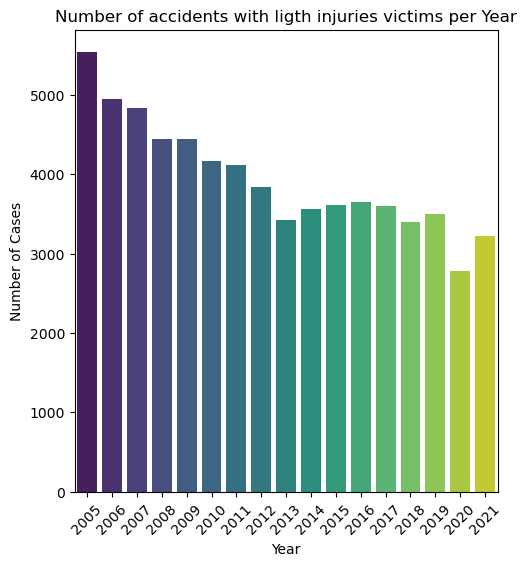 Number of accidents with ligth injuries victims per Year
Number of Cases
5000
4000
3000
2000
1000
0
2005 2006 2007 2008 2009 2010 2011 2012 2013 2014 2015 2016 2017 2018 2019 2020 2021
Year